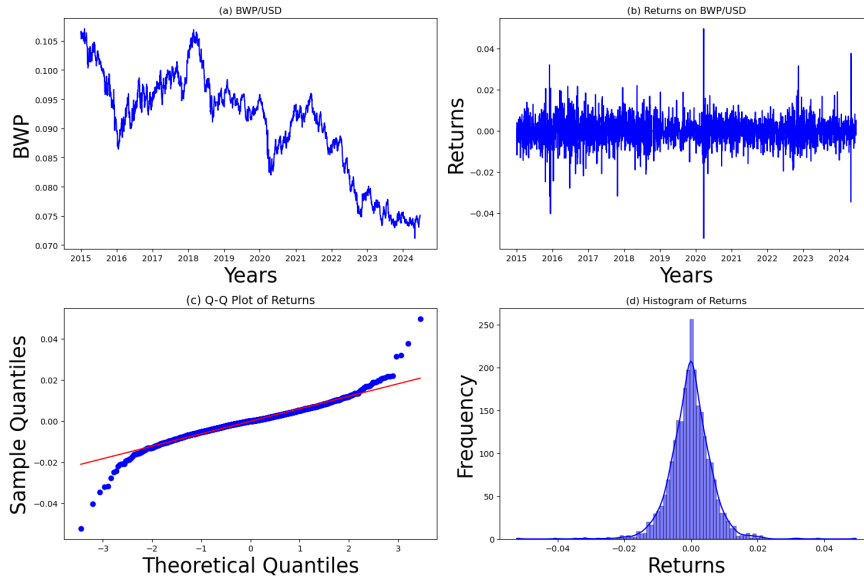 (a) BWP/USD
BWP
0.105
0.100
0.095
0.090
0.085
0.080
0.075
0.070
2015 2016 2017 2018 2019 2020 2021 2022 2023 2024
Years
(b) Returns on BWP/USD
Returns
0.04
0.02
0.00
−0.02
−0.04
2015 2016 2017 2018 2019 2020 2021 2022 2023 2024
Years
(c) Q-Q Plot of Returns
Sample Quantiles
0.04
0.02
0.00
−0.02
−0.04
−3 −2 −1 0 1 2 3
Theoretical Quantiles
(d) Histogram of Returns
Frequency
250
200
150
100
50
0
−0.04 −0.02 0.00 0.02 0.04
Returns